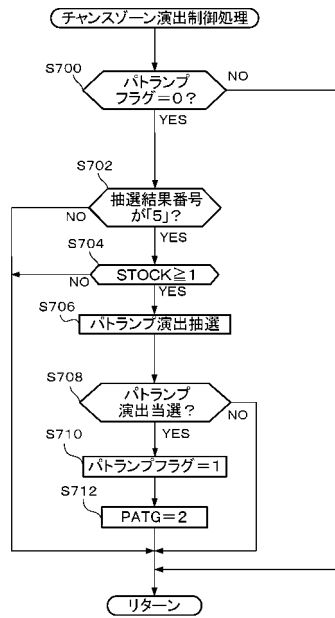 チャンスゾーン演出制御処理
S700
パトランプ
フラグ=0?
NO
YES
S702
抽選結果番号
が「5」?
NO
YES
S704
STOCK≧1
NO
YES
S706
パトランプ演出抽選
S708
パトランプ
演出当選?
NO
YES
S710
パトランプフラグ=1
S712
PATG=2
リターン